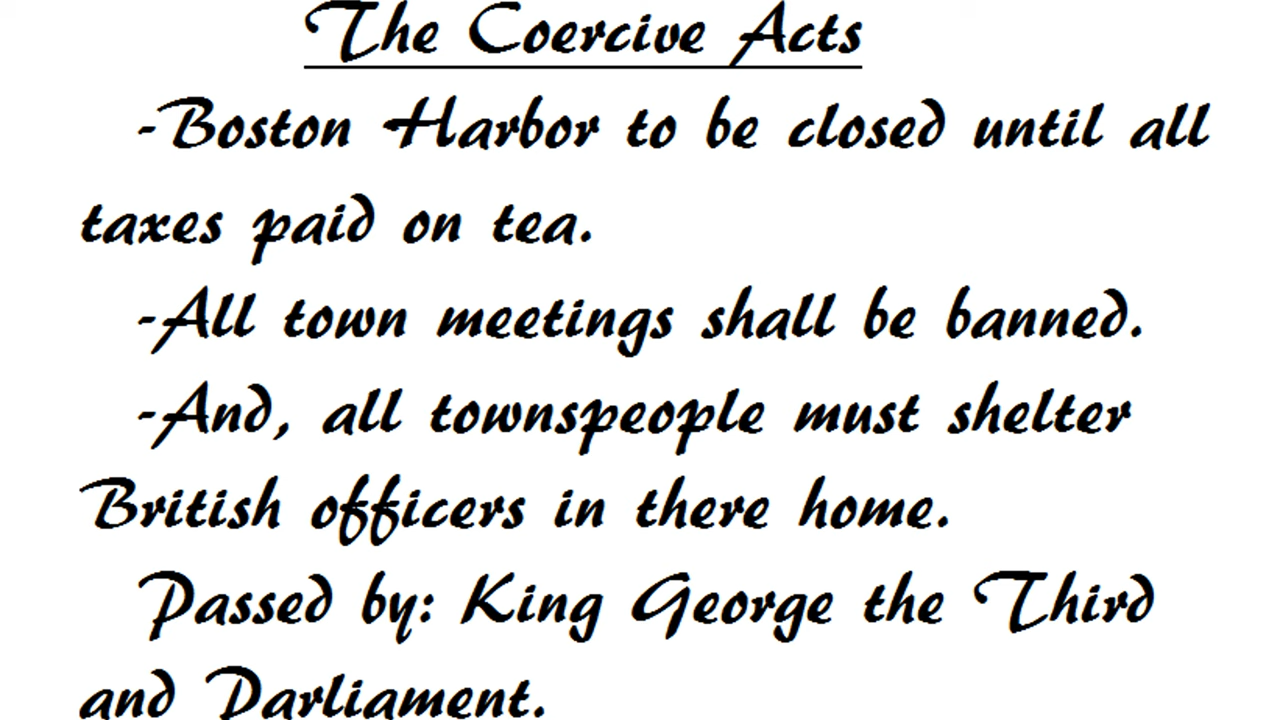 The Coercive Acts
-Boston Harbor to be closed until all
taxes paid on tea.
-All town meetings shall be banned.
-And, all townspeople must shelter
British officers in there home.
Passed by: King George the Third
and Parliament.